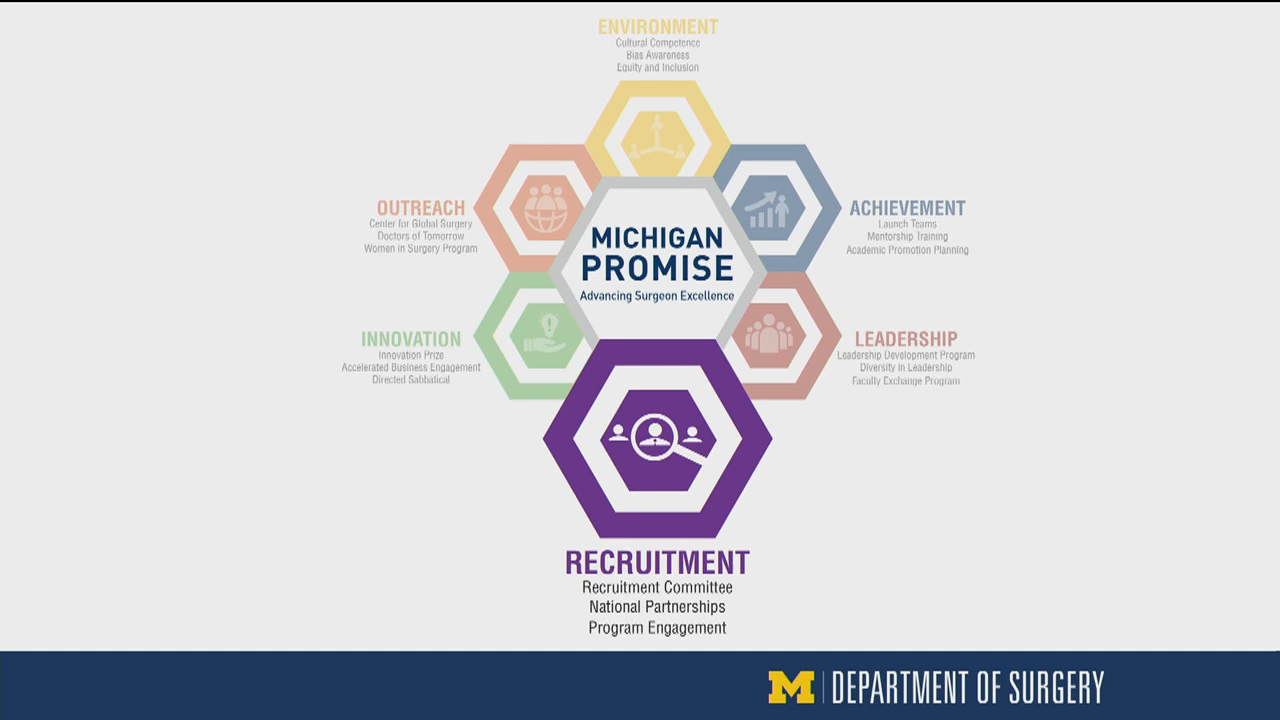 ENVIRONMENT
Cultural Competence
Bias Awareness
Equity and Inclusion
OUTREACH
Center for Global Surgery
Doctors of Tomorrow
Women in Surgery Program
MICHIGAN
PROMISE
Advancing Surgeon Excellence
ACHIEVEMENT
Launch Teams
Mentorship Training
Academic Promotion Planning
INNOVATION
Innovation Prize
Accelerated Business Engagement
Directed Sabbatical
LEADERSHIP
Leadership Development Program
Diversity in Leadership
Faculty Exchange Program
RECRUITMENT
Recruitment Committee
National Partnerships
Program Engagement
M | DEPARTMENT OF SURGERY